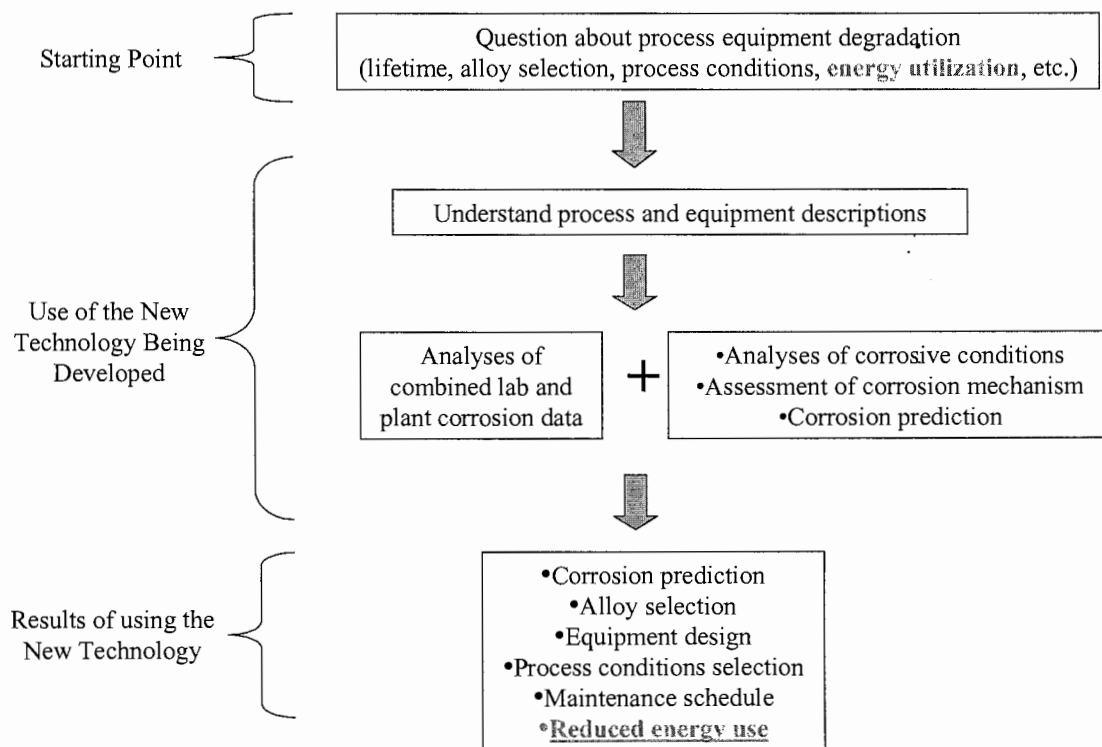 Starting Point
Question about process equipment degradation
(lifetime, alloy selection, process conditions, energy utilization, etc.)
Use of the New
Technology Being
Developed
Understand process and equipment descriptions
Analyses of
combined lab and
plant corrosion data
+
•Analyses of corrosive conditions
•Assessment of corrosion mechanism
•Corrosion prediction
Results of using the
New Technology
•Corrosion prediction
•Alloy selection
•Equipment design
•Process conditions selection
•Maintenance schedule
•Reduced energy use